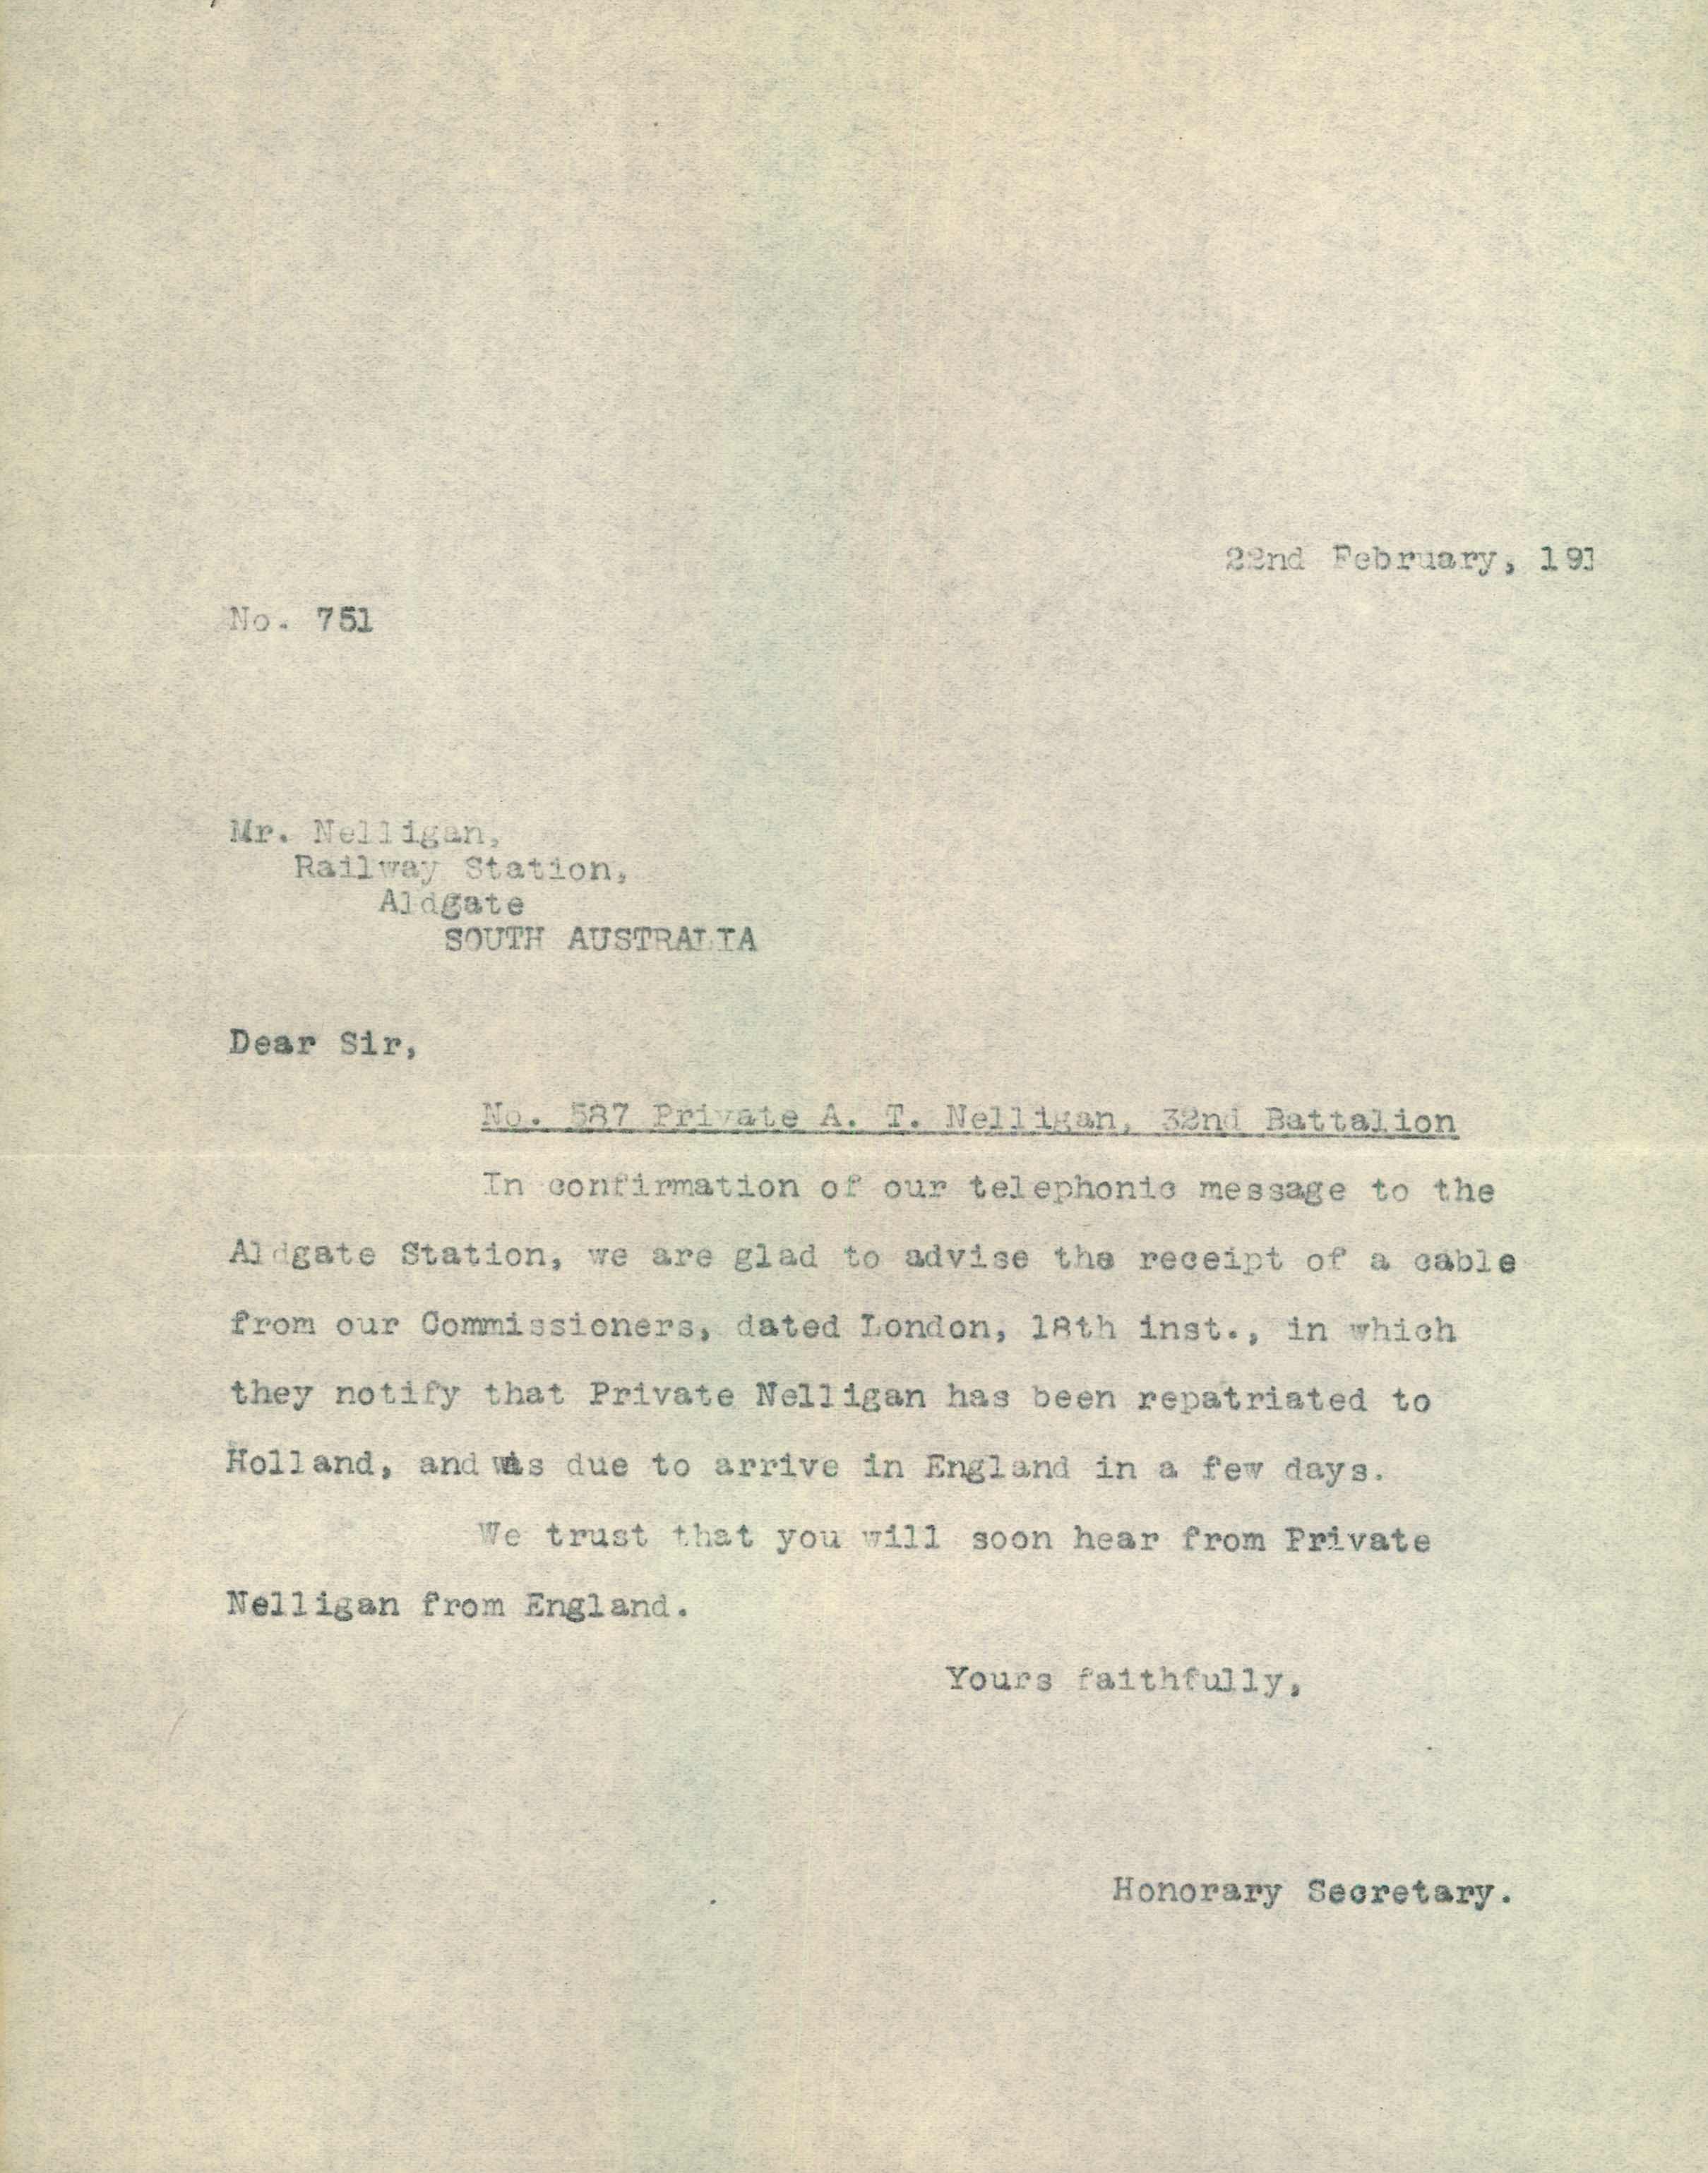 22nd February, 191
No. 751
Mr. Nelligan,
Railway Station,
Aldgate
SOUTH AUSTRALIA
Dear Sir,
No. 587 Private A. T. Nelligan, 32nd Battalion
In confirmation of our telephonic message to the
Aldgate Station, we are glad to advise the receipt of a cable
from our Commissioners, dated London, 18th inst., in which
they notify that Private Nelligan has been repatriated to
Holland, and was due to arrive in England in a few days.
We trust that you will soon hear from Private
Nelligan from England.
Yours faithfully,
Honorary Secretary.